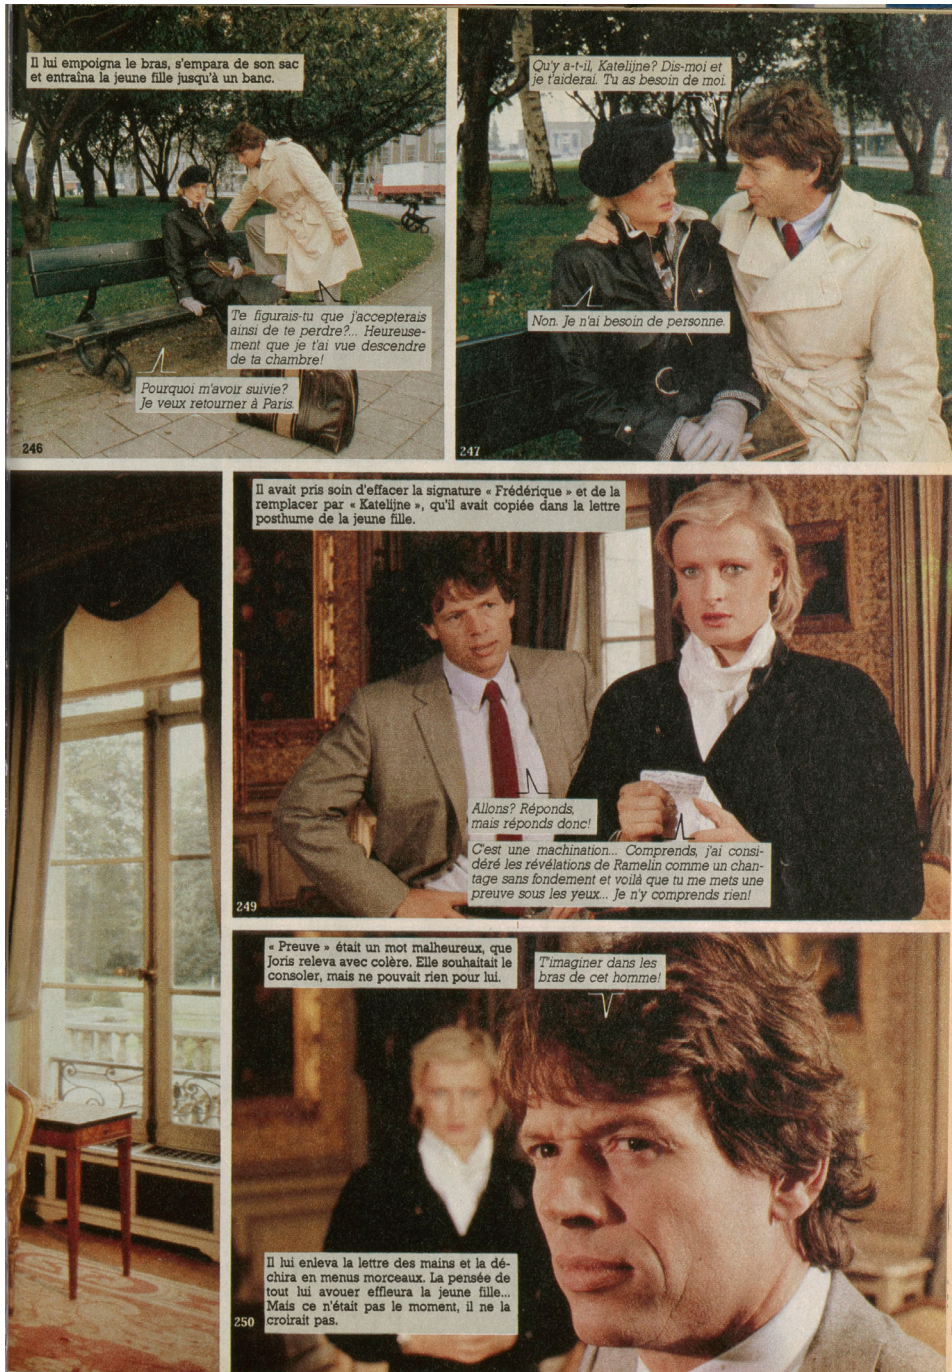 Il lui empoigna le bras, s'empara de son sac
et entraîna la jeune fille jusqu'à un banc.
Te figurais-tu que j'accepterais
ainsi de te perdre?... Heureuse-
ment que je t'ai vue descendre
de ta chambre!
Pourquoi m'avoir suivie?
Je veux retourner à Paris.
246
Qu'y a-t-il, Katelijne? Dis-moi et
je t'aiderai. Tu as besoin de moi.
Non. Je n'ai besoin de personne.
247
Il avait pris soin d'effacer la signature « Frédérique » et de la
remplacer par « Katelijne », qu'il avait copiée dans la lettre
posthume de la jeune fille.
Allons? Réponds,
mais réponds donc!
C'est une machination... Comprends, j'ai consi-
déré les révélations de Ramelin comme un chan-
tage sans fondement et voilà que tu me mets une
preuve sous les yeux... Je n'y comprends rien!
249
« Preuve » était un mot malheureux, que
Joris releva avec colère. Elle souhaitait le
consoler, mais ne pouvait rien pour lui.
T'imaginer dans les
bras de cet homme!
Il lui enleva la lettre des mains et la dé-
chira en menus morceaux. La pensée de
tout lui avouer effleura la jeune fille...
Mais ce n'était pas le moment, il ne la
croirait pas.
250